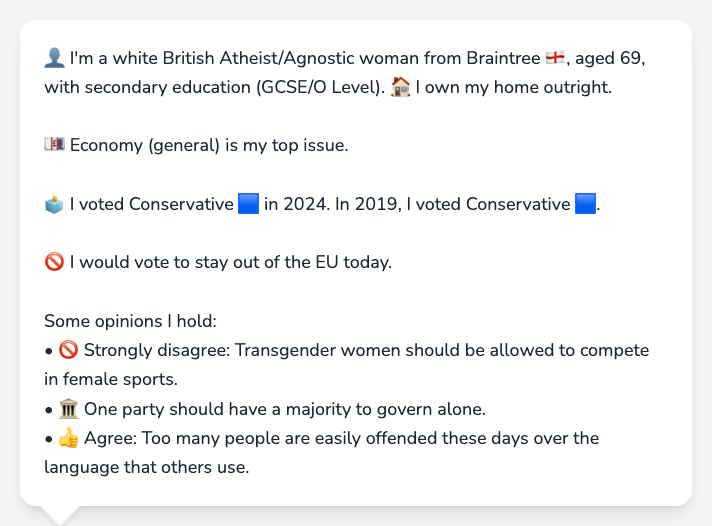 👤 I'm a white British Atheist/Agnostic woman from Braintree 🏴󠁧󠁢󠁥󠁮󠁧󠁿, aged 69,
with secondary education (GCSE/O Level). 🏠 I own my home outright.
💷 Economy (general) is my top issue.
🗳️ I voted Conservative 🟦 in 2024. In 2019, I voted Conservative 🟦.
🚫 I would vote to stay out of the EU today.
Some opinions I hold:
• 🚫 Strongly disagree: Transgender women should be allowed to compete
in female sports.
• 🏛️ One party should have a majority to govern alone.
• 👍 Agree: Too many people are easily offended these days over the
language that others use.